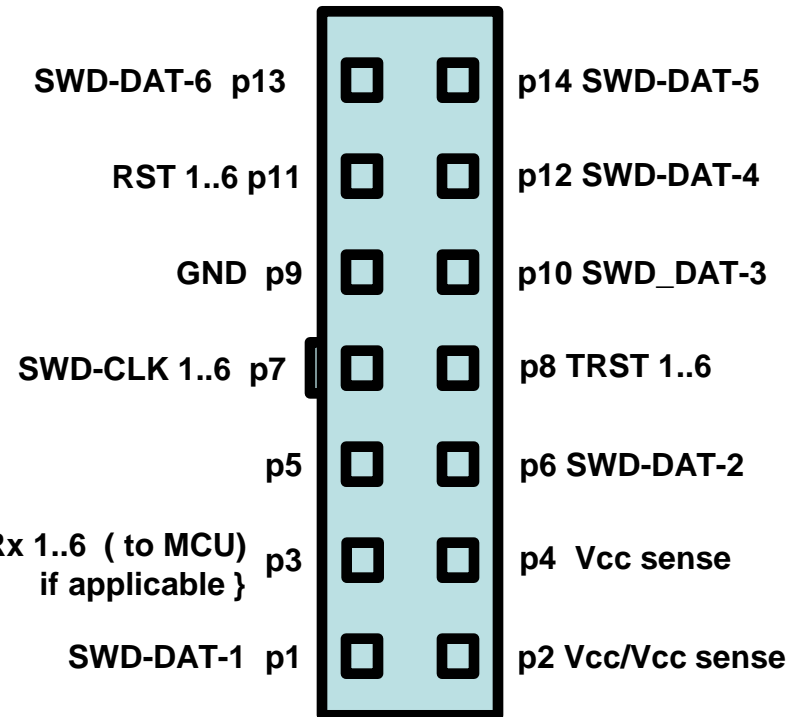 SWD-DAT-6 p13
p14 SWD-DAT-5
RST 1..6 p11
p12 SWD-DAT-4
GND p9
p10 SWD_DAT-3
SWD-CLK 1..6 p7
p8 TRST 1..6
p5
p6 SWD-DAT-2
1..6 ( to MCU)
if applicable }
p3
p4 Vcc sense
SWD-DAT-1 p1
p2 Vcc/Vcc sense